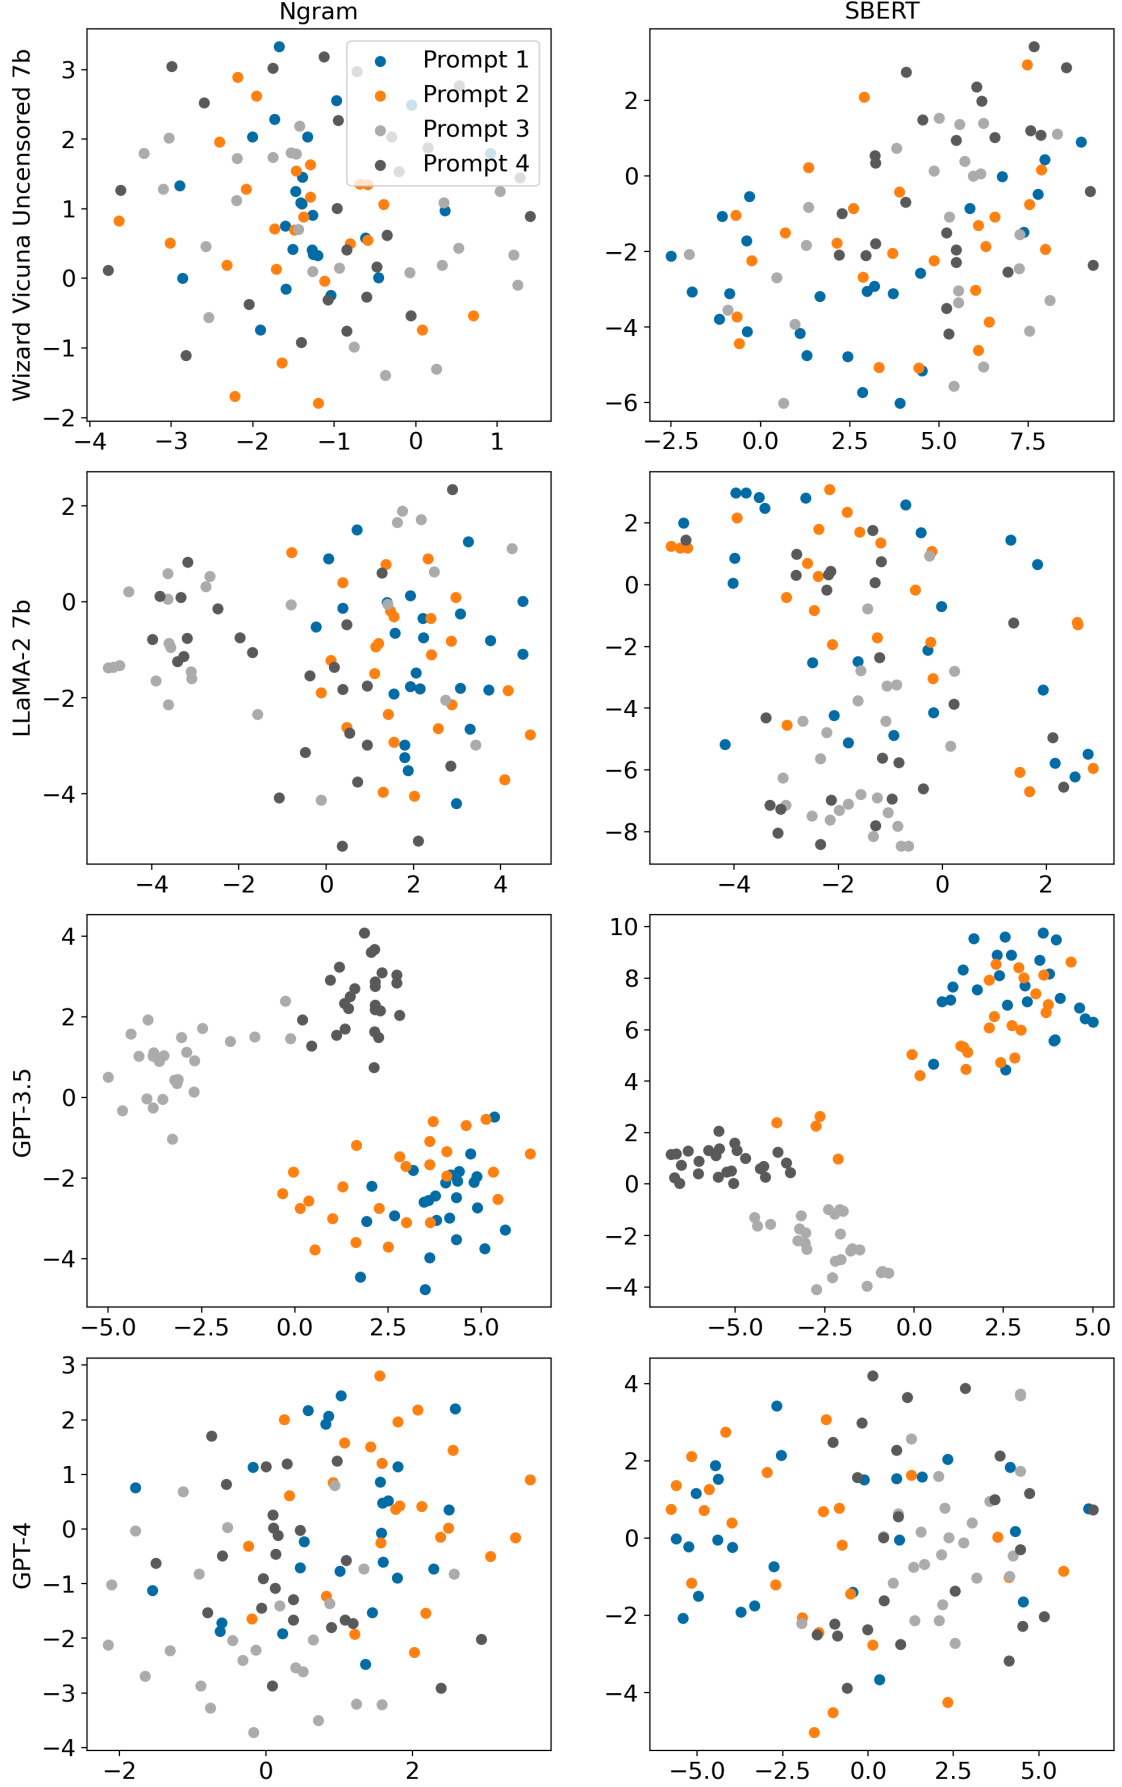 Ngram
SBERT
Wizard Vicuna Uncensored 7b
3
2
1
0
−1
−2
Prompt 1
Prompt 2
Prompt 3
Prompt 4
−4 −3 −2 −1 0 1
2
0
−2
−4
−6
−2.5 0.0 2.5 5.0 7.5
LLaMA-2 7b
2
0
−2
−4
−4 −2 0 2 4
2
0
−2
−4
−6
−8
−4 −2 0 2
GPT-3.5
4
2
0
−2
−4
−5.0 −2.5 0.0 2.5 5.0
10
8
6
4
2
0
−2
−4
−5.0 −2.5 0.0 2.5 5.0
GPT-4
3
2
1
0
−1
−2
−3
−4
−2 0 2
4
2
0
−2
−4
−5.0 −2.5 0.0 2.5 5.0